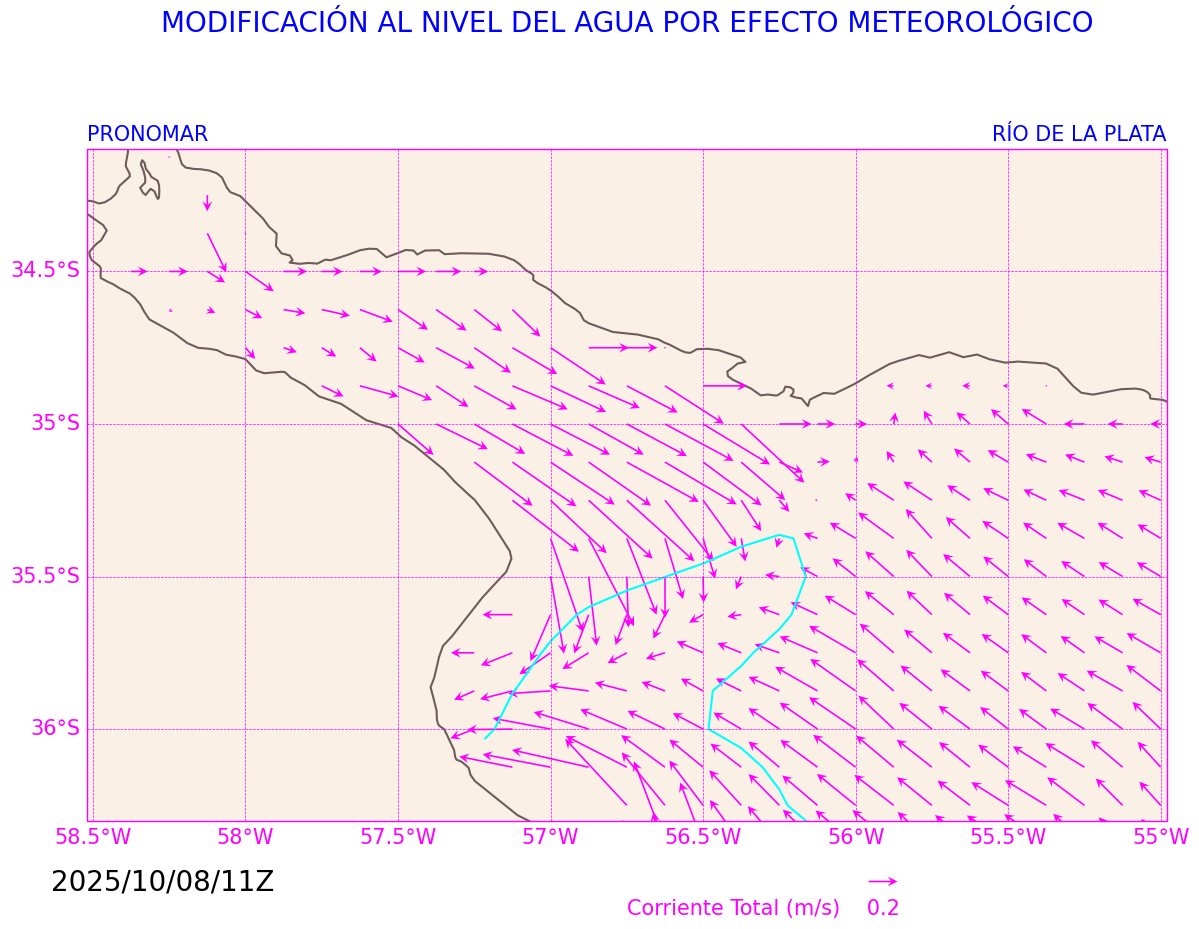 MODIFICACIÓN AL NIVEL DEL AGUA POR EFECTO METEOROLÓGICO
PRONOMAR
RÍO DE LA PLATA
34.5°S
35°S
35.5°S
36°S
58.5°W
58°W
57.5°W
57°W
56.5°W
56°W
55.5°W
55°W
2025/10/08/11Z
Corriente Total (m/s)
0.2